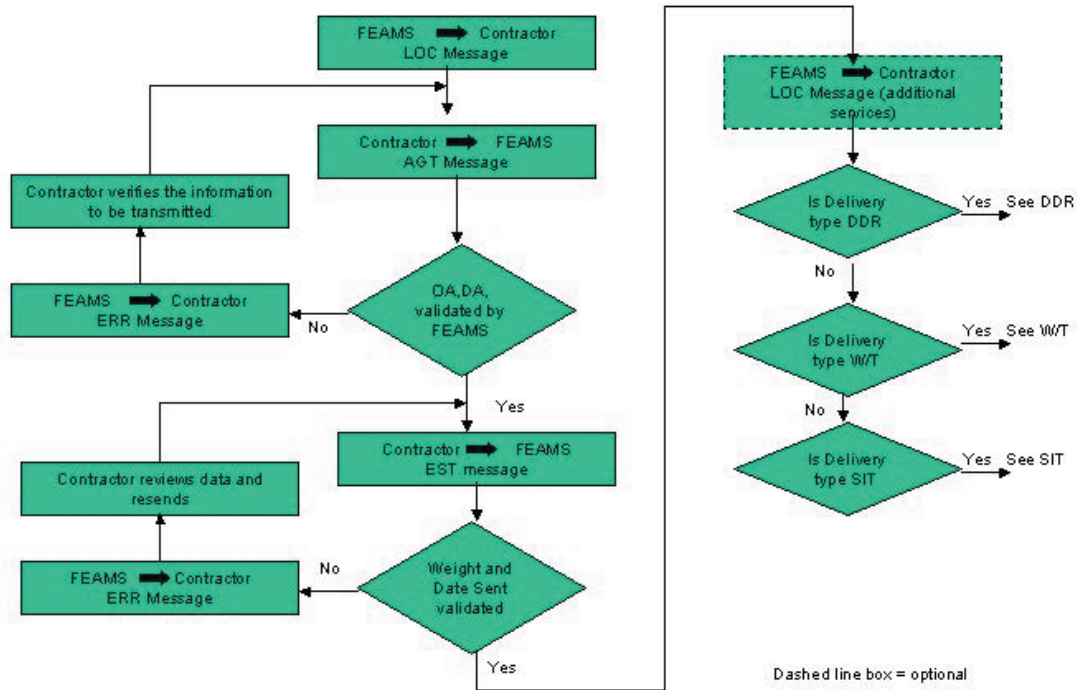 FEAMS ➡ Contractor
LOC Message
Contractor ➡ FEAMS
AGT Message
Contractor verifies the information
to be transmitted
OA,DA,
validated by
FEAMS
No
FEAMS ➡ Contractor
ERR Message
Yes
Contractor ➡ FEAMS
EST message
Contractor reviews data and
resends
Weight and
Date Sent
validated
No
FEAMS ➡ Contractor
ERR Message
Yes
FEAMS ➡ Contractor
LOC Message (additional
services)
Is Delivery
type DDR
Yes See DDR
No
Is Delivery
type W/T
Yes See W/T
No
Is Delivery
type SIT
Yes See SIT
Dashed line box = optional